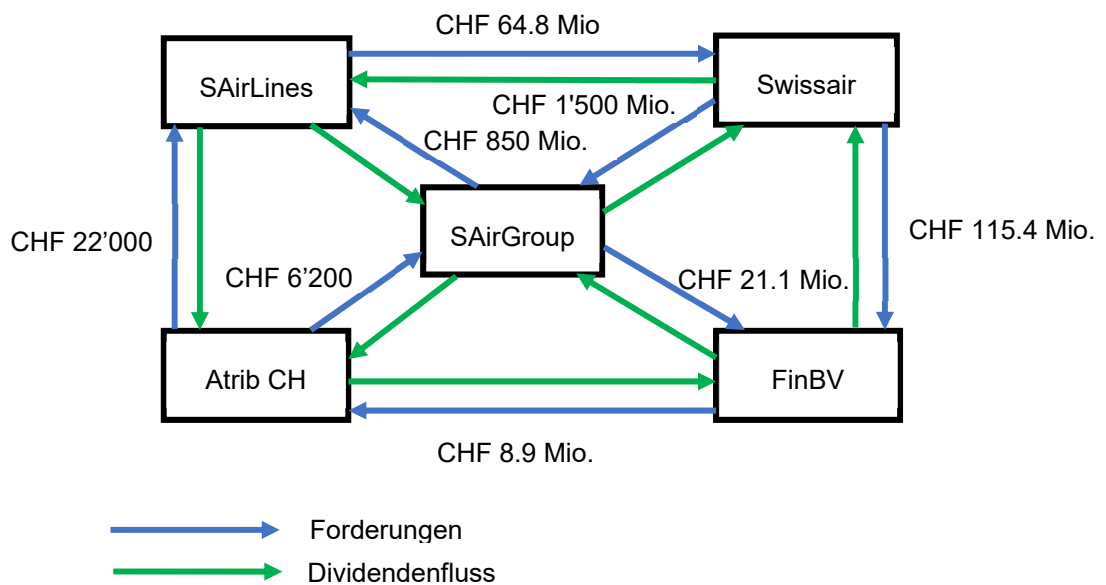 CHF 64.8 Mio
SAirLines
Swissair
CHF 1'500 Mio.
CHF 850 Mio.
CHF 22’000
SAirGroup
CHF 115.4 Mio.
CHF 6’200
CHF 21.1 Mio.
Atrib CH
FinBV
CHF 8.9 Mio.
Forderungen
Dividendenfluss